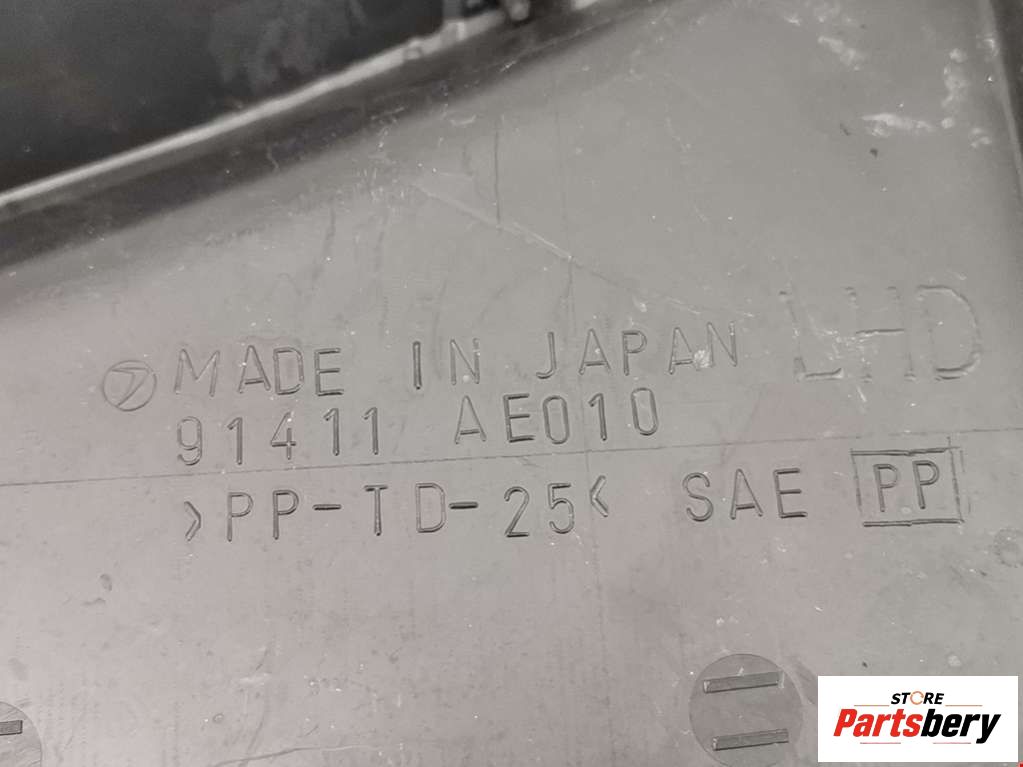 MADE IN JAPAN LHD
91411 AE010
>PP-TD-25< SAE PP
STORE
Partsbery